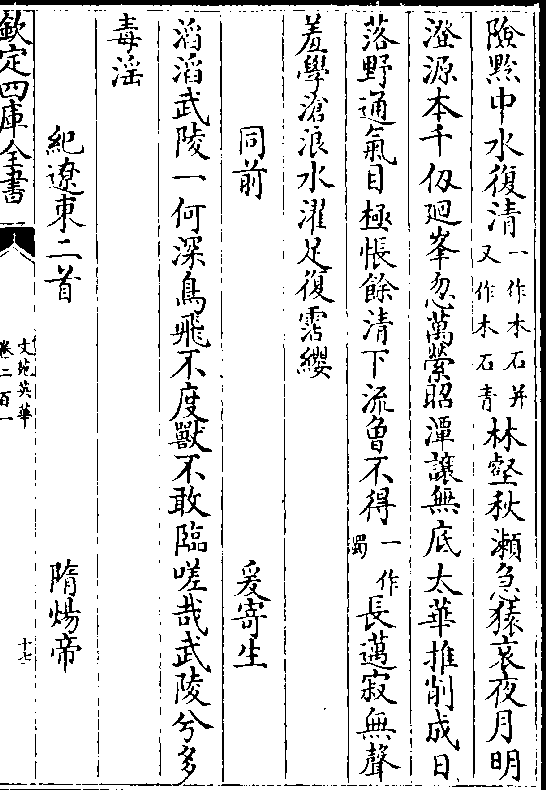 險黔中水復清一作木石并又作木石青林壑秋瀬急猿哀夜月明
澄源本千仭廻峯忽萬縈昭潭讓無底太華推削成日
落野通氣目極悵餘清下流曾不得一作濁長邁寂無聲
羞學滄浪水濯足復霑纓
同前 爰寄生
滔滔武陵一何深鳥飛不度獸不敢臨嗟哉武陵兮多
毒淫
紀遼東二首 隋煬帝
欽定四庫全書 文苑英華 卷二百一 十七